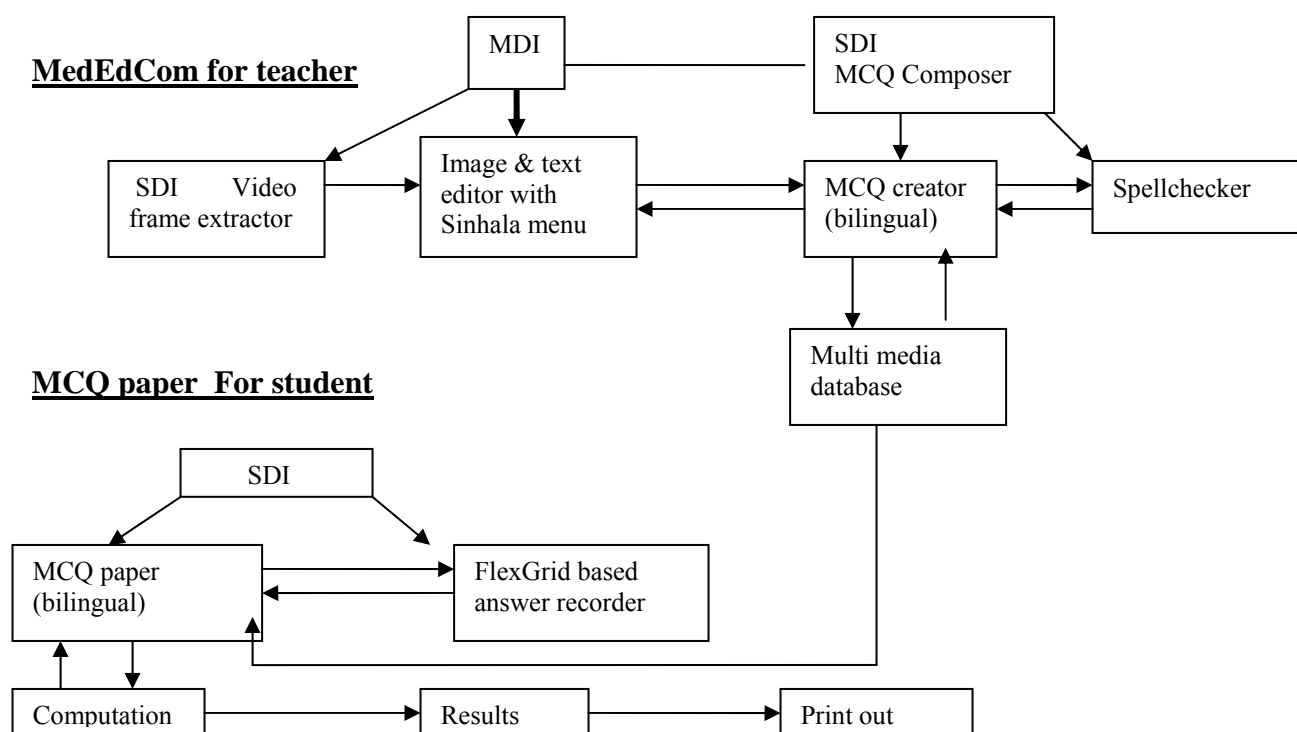 MedEdCom for teacher
MDI
SDI
MCQ Composer
SDI Video
frame extractor
Image & text
editor with
Sinhala menu
MCQ creator
(bilingual)
Spellchecker
Multi media
database
MCQ paper For student
SDI
MCQ paper
(bilingual)
FlexGrid based
answer recorder
Computation
Results
Print out